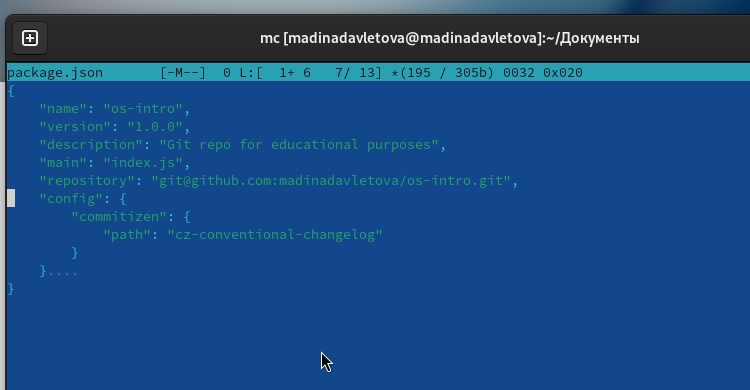 mc [madinadavletova@madinadavletova]:~/Документы
package.json       [-M--]  0 L:[  1+ 6   7/ 13] *(195 / 305b) 0032 0x020
{
    "name": "os-intro",
    "version": "1.0.0",
    "description": "Git repo for educational purposes",
    "main": "index.js",
    "repository": "git@github.com:madinadavletova/os-intro.git",
    "config": {
        "commitizen": {
            "path": "cz-conventional-changelog"
        }
    }....
}